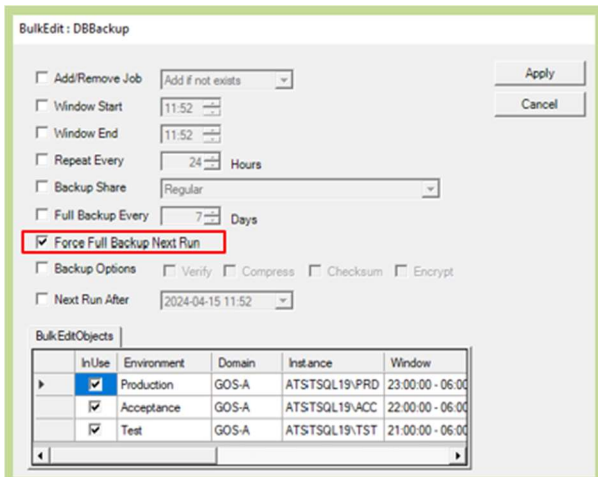 BulkEdit : DBBackup
Add/Remove Job Add if not exists Apply
Window Start 11:52 Cancel
Window End 11:52
Repeat Every 24 Hours
Backup Share Regular
Full Backup Every 7 Days
Force Full Backup Next Run
Backup Options Verify Compress Checksum Encrypt
Next Run After 2024-04-15 11:52
BulkEditObjects
InUse Environment Domain Instance Window
Production GOS-A ATSTSQL19\PRD 23:00:00 - 06:00
Acceptance GOS-A ATSTSQL19\ACC 22:00:00 - 06:00
Test GOS-A ATSTSQL19\TST 21:00:00 - 06:00